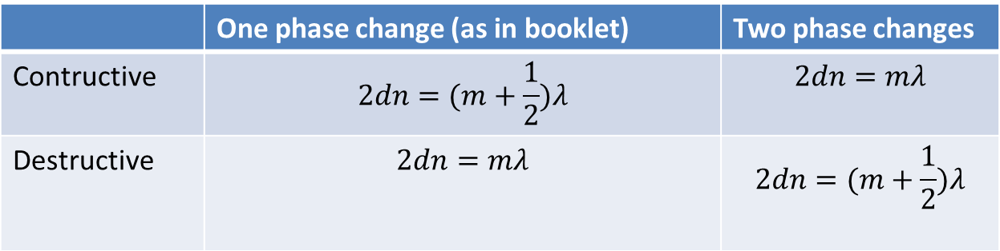 One phase change (as in booklet) Two phase changes
Contructive 2dn = (m + 1/2)λ 2dn = mλ
Destructive 2dn = mλ 2dn = (m + 1/2)λ